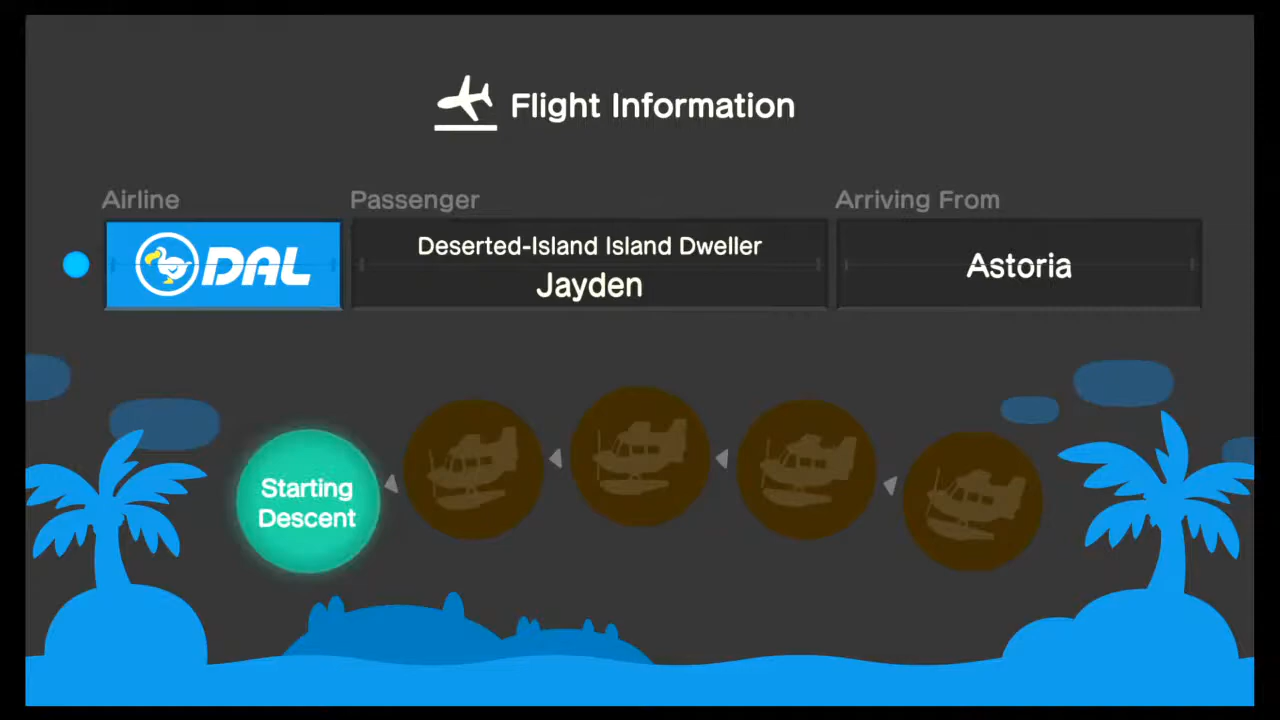 Flight Information
Airline
Passenger
Arriving From
DAL
Deserted-Island Island Dweller
Jayden
Astoria
Starting
Descent